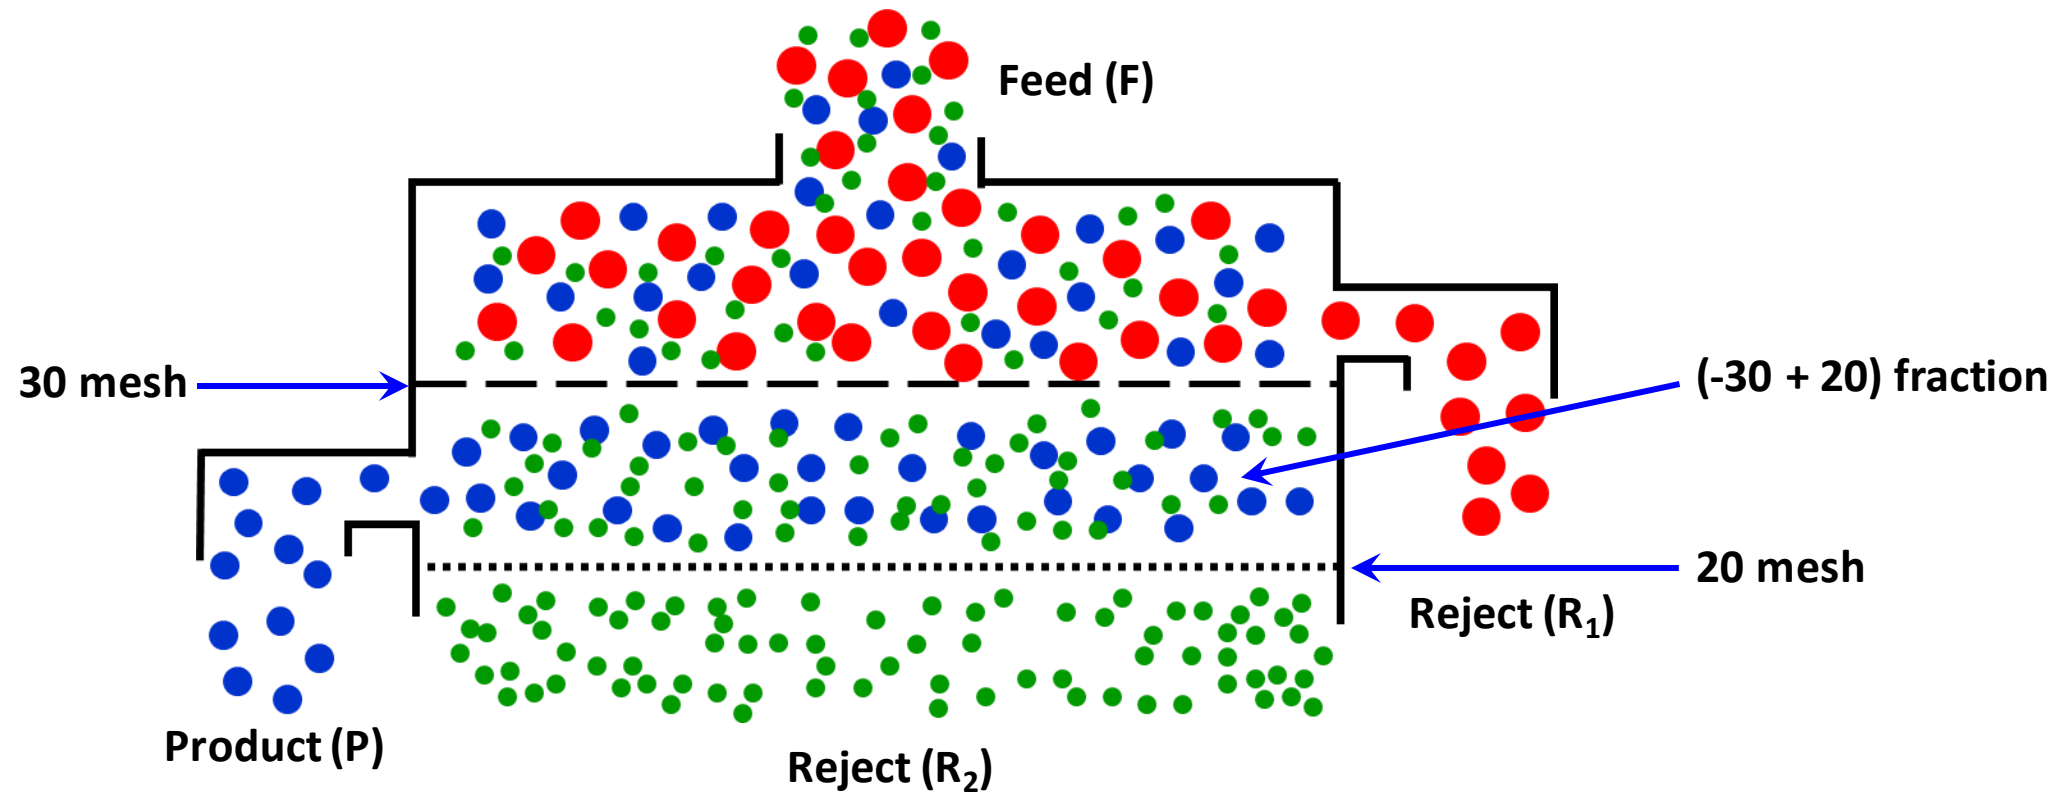 Feed (F)
30 mesh
(-30 + 20) fraction
20 mesh
Reject (R₁)
Product (P)
Reject (R₂)